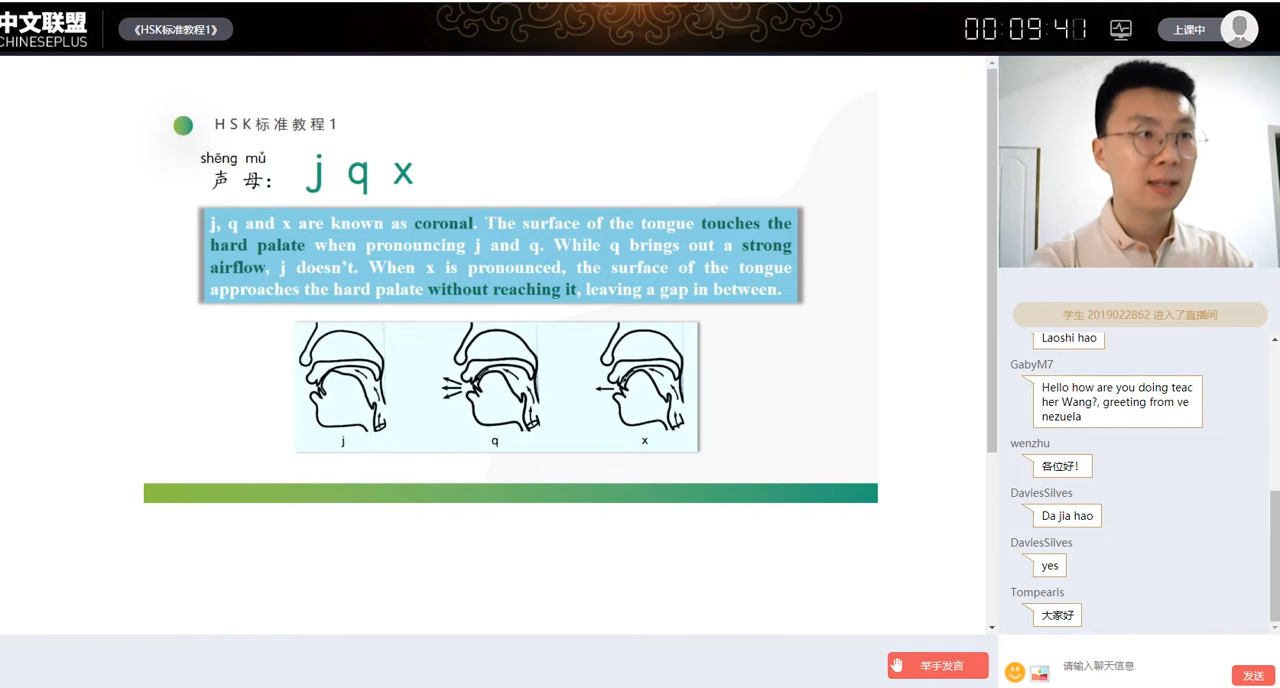 中文联盟
CHINESEPLUS
《HSK标准教程1》
00:09:41
上课中
HSK标准教程1
shēng mǔ
声 母： j q x
j, q and x are known as coronal. The surface of the tongue touches the
hard palate when pronouncing j and q. While q brings out a strong
airflow, j doesn't. When x is pronounced, the surface of the tongue
approaches the hard palate without reaching it, leaving a gap in between.
j q x
学生 2019022862 进入了直播间
Laoshi hao
GabyM7
Hello how are you doing teac
her Wang?, greeting from ve
nezuela
wenzhu
各位好！
DaviesSilves
Da jia hao
DaviesSilves
yes
Tompearls
大家好
举手发言
请输入聊天信息
发送